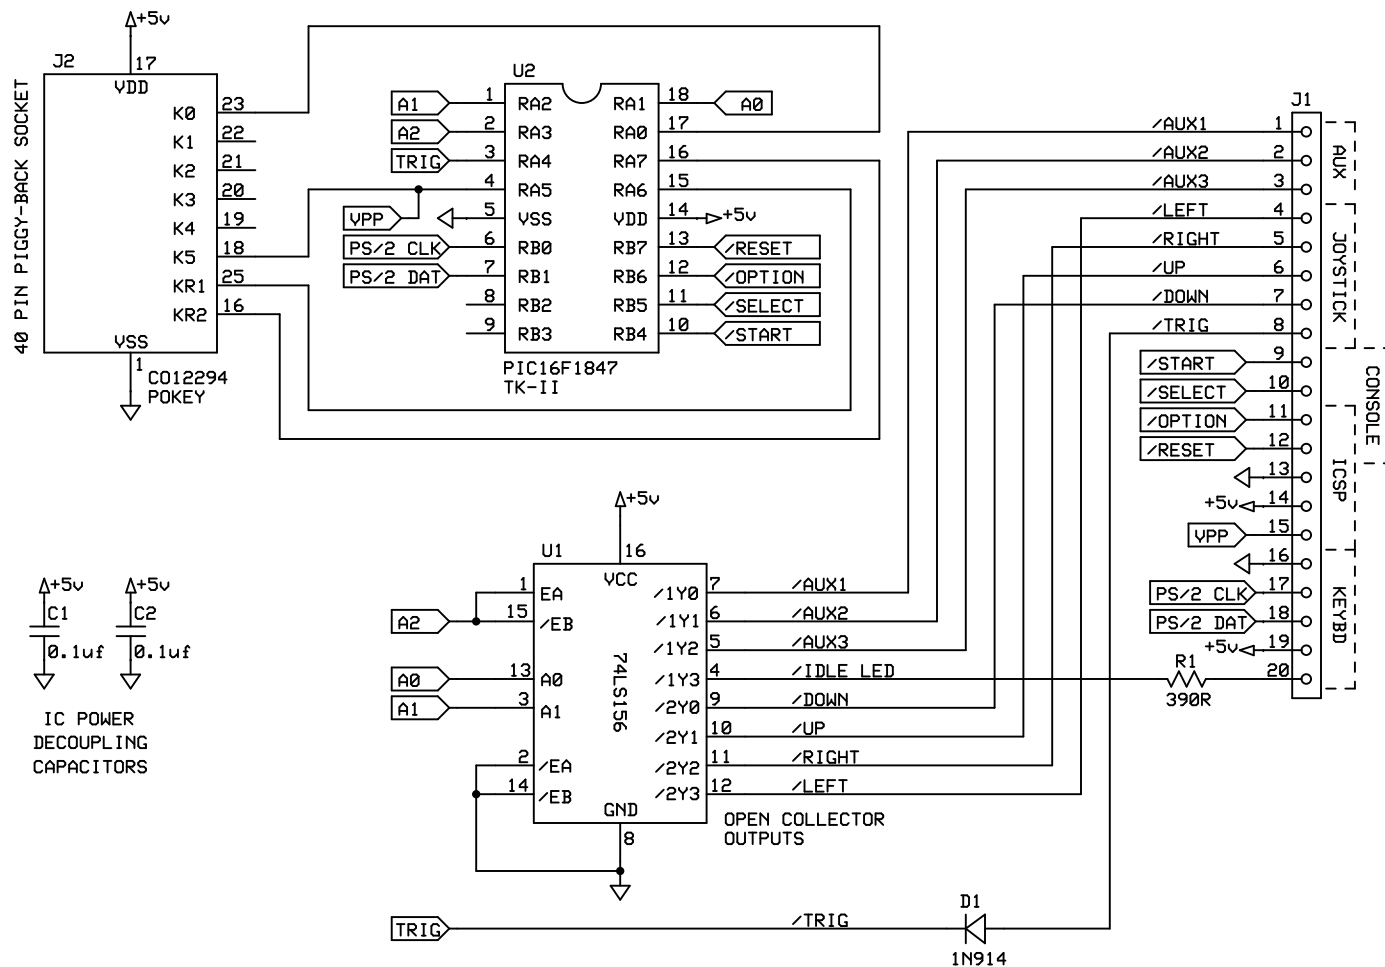 +5v
J2
17
VDD
40 PIN PIGGY-BACK SOCKET
K0 23
K1 22
K2 21
K3 20
K4 19
K5 18
KR1 25
KR2 16
VSS
1
CO12294
POKEY
U2
A1 1 RA2 RA1 18 A0
A2 2 RA3 RA0 17
TRIG 3 RA4 RA7 16
4 RA5 RA6 15
VPP 5 VSS VDD 14 +5v
PS/2 CLK 6 RB0 RB7 13 /RESET
PS/2 DAT 7 RB1 RB6 12 /OPTION
8 RB2 RB5 11 /SELECT
9 RB3 RB4 10 /START
PIC16F1847
TK-II
J1
/AUX1 1
/AUX2 2
/AUX3 3
/LEFT 4
/RIGHT 5
/UP 6
/DOWN 7
/TRIG 8
/START 9
/SELECT 10
/OPTION 11
/RESET 12
13
+5v 14
VPP 15
16
PS/2 CLK 17
PS/2 DAT 18
+5v 19
R1 20
390R
AUX
JOYSTICK
CONSOLE
ICSP
KEYBD
+5v
U1
16
VCC
1 EA /1Y0 7 /AUX1
A2 15 /EB /1Y1 6 /AUX2
/1Y2 5 /AUX3
A0 13 A0 /1Y3 4 /IDLE LED
A1 3 A1 /2Y0 9 /DOWN
/2Y1 10 /UP
2 /EA /2Y2 11 /RIGHT
14 /EB /2Y3 12 /LEFT
74LS156
GND
8
OPEN COLLECTOR
OUTPUTS
+5v
C1
0.1uf
+5v
C2
0.1uf
IC POWER
DECOUPLING
CAPACITORS
TRIG /TRIG
D1
1N914